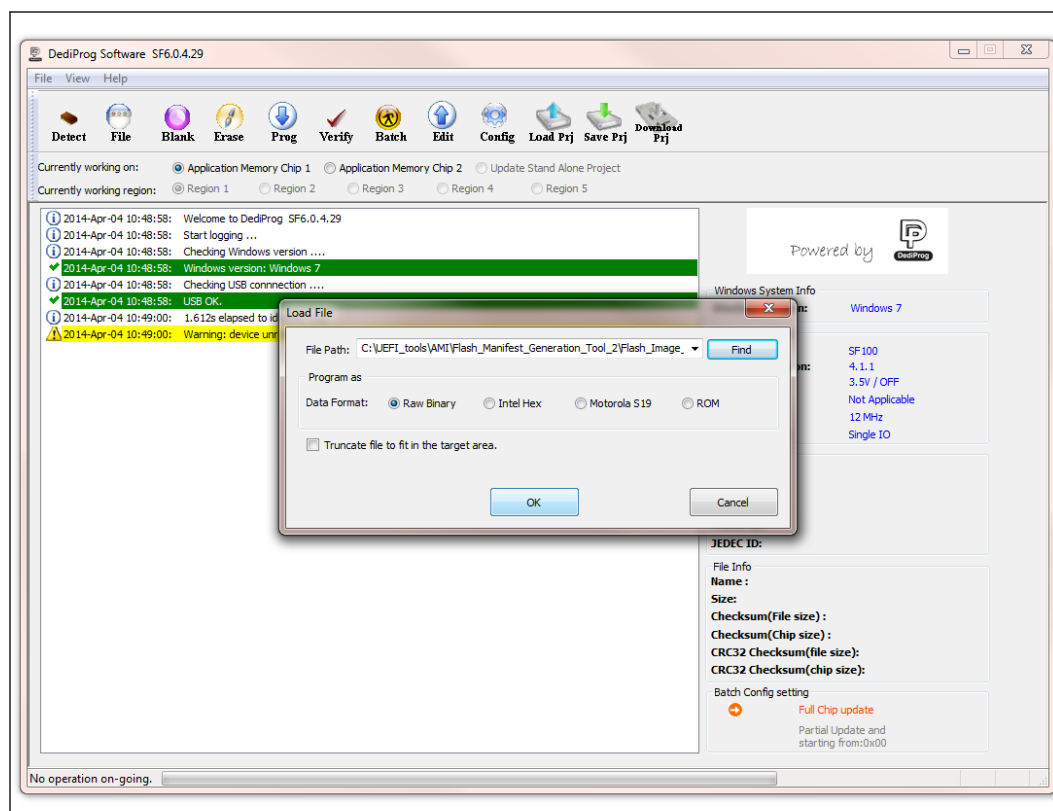 DediProg Software SF6.0.4.29
File View Help
Detect File Blank Erase Prog Verify Batch Edit Config Load Prj Save Prj Download Prj
Currently working on: Application Memory Chip 1 Application Memory Chip 2 Update Stand Alone Project
Currently working region: Region 1 Region 2 Region 3 Region 4 Region 5
2014-Apr-04 10:48:58: Welcome to DediProg SF6.0.4.29
2014-Apr-04 10:48:58: Start logging ...
2014-Apr-04 10:48:58: Checking Windows version ....
2014-Apr-04 10:48:58: Windows version: Windows 7
2014-Apr-04 10:48:58: Checking USB connnection ....
2014-Apr-04 10:48:58: USB OK.
2014-Apr-04 10:49:00: 1.612s elapsed to
2014-Apr-04 10:49:00: Warning: device
Load File
File Path: C:\UEFI_tools\AMI\Flash_Manifest_Generation_Tool_2\Flash_Image_ Find
Program as
Data Format: Raw Binary Intel Hex Motorola S19 ROM
Truncate file to fit in the target area.
OK Cancel
Powered by DediProg
Windows System Info
Windows 7
SF100
4.1.1
3.5V / OFF
Not Applicable
12 MHz
Single IO
JEDEC ID:
File Info
Name :
Size:
Checksum(File size) :
Checksum(Chip size) :
CRC32 Checksum(file size):
CRC32 Checksum(chip size):
Batch Config setting
Full Chip update
Partial Update and
starting from:0x00
No operation on-going.